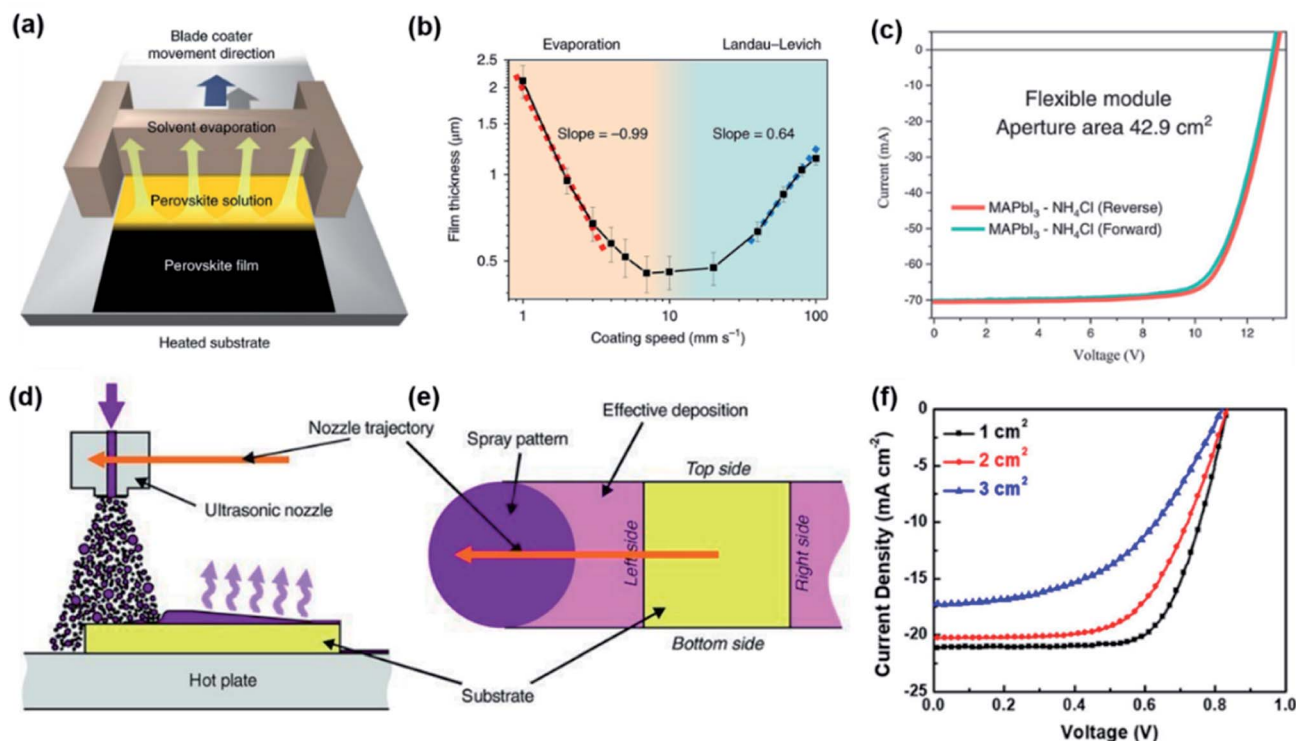 (a)
Blade coater
movement direction
Solvent evaporation
Perovskite solution
Perovskite film
Heated substrate
(b)
Evaporation
Landau–Levich
2.5
2
1.5
1
0.5
Slope = −0.99
Slope = 0.64
Film thickness (μm)
1
10
100
Coating speed (mm s⁻¹)
(c)
0
-10
-20
-30
-40
-50
-60
-70
Current (mA)
Flexible module
Aperture area 42.9 cm²
MAPbI₃ - NH₄Cl (Reverse)
MAPbI₃ - NH₄Cl (Forward)
0
2
4
6
8
10
12
Voltage (V)
(d)
Nozzle trajectory
Ultrasonic nozzle
Hot plate
Substrate
(e)
Spray pattern
Effective deposition
Top side
Left side
Right side
Bottom side
(f)
0
-5
-10
-15
-20
-25
Current Density (mA cm⁻²)
1 cm²
2 cm²
3 cm²
0.0
0.2
0.4
0.6
0.8
1.0
Voltage (V)